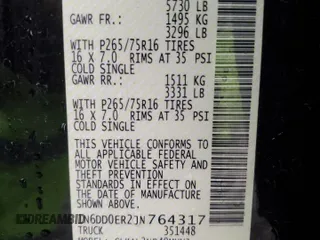 5730 LB
GAWR FR: 1495 KG
3296 LB
WITH P265/75R16 TIRES
16 X 7.0 RIMS AT 35 PSI
COLD SINGLE
GAWR RR: 1511 KG
3331 LB
WITH P265/75R16 TIRES
16 X 7.0 RIMS AT 35 PSI
COLD SINGLE
THIS VEHICLE CONFORMS TO
ALL APPLICABLE FEDERAL
MOTOR VEHICLE SAFETY AND
THEFT PREVENTION STANDARDS
IN EFFECT ON THE DATE OF
MANUFACTURE SHOWN ABOVE.
1N6DD0ER2JN764317
TRUCK 351448